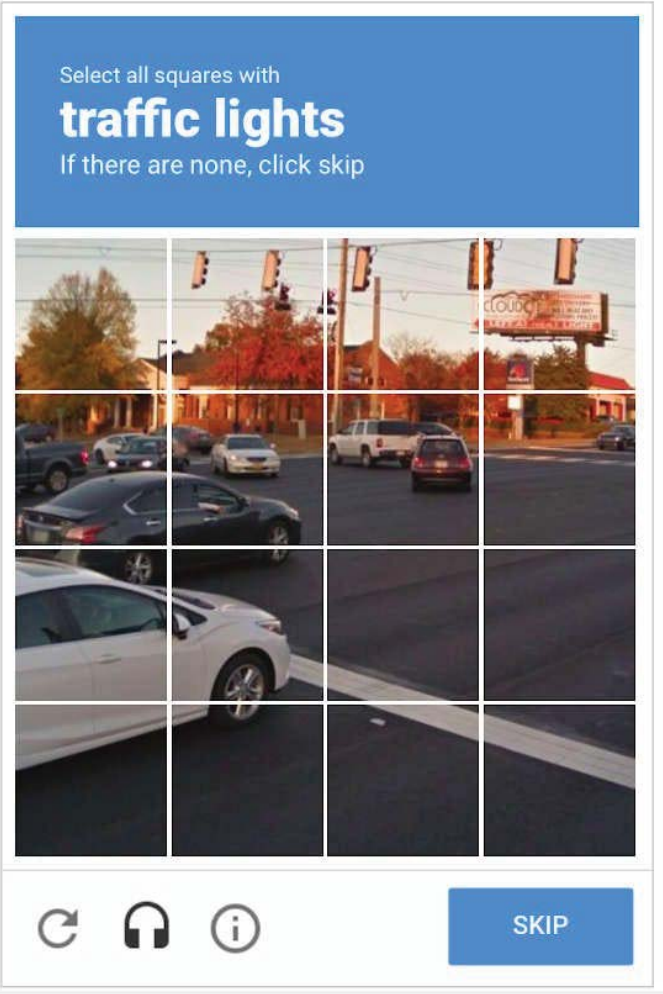 Select all squares with
traffic lights
If there are none, click skip
SKIP